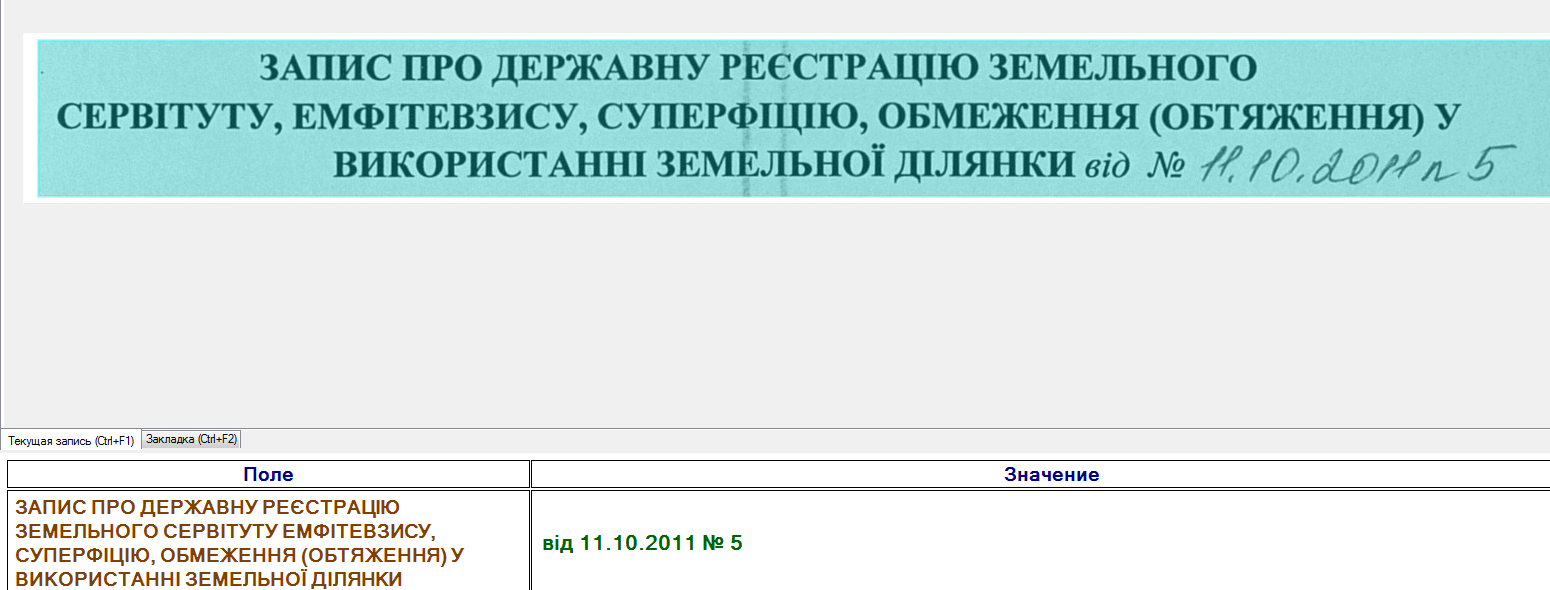 ЗАПИС ПРО ДЕРЖАВНУ РЕЄСТРАЦІЮ ЗЕМЕЛЬНОГО
СЕРВІТУТУ, ЕМФІТЕВЗИСУ, СУПЕРФІЦІЮ, ОБМЕЖЕННЯ (ОБТЯЖЕННЯ) У
ВИКОРИСТАННІ ЗЕМЕЛЬНОЇ ДІЛЯНКИ від № 11.10.2011 п 5
Текущая запись (Ctrl+F1) Закладка (Ctrl+F2)
Поле Значение
ЗАПИС ПРО ДЕРЖАВНУ РЕЄСТРАЦІЮ
ЗЕМЕЛЬНОГО СЕРВІТУТУ ЕМФІТЕВЗИСУ,
СУПЕРФІЦІЮ, ОБМЕЖЕННЯ (ОБТЯЖЕННЯ) У
ВИКОРИСТАННІ ЗЕМЕЛЬНОЇ ДІЛЯНКИ
від 11.10.2011 № 5